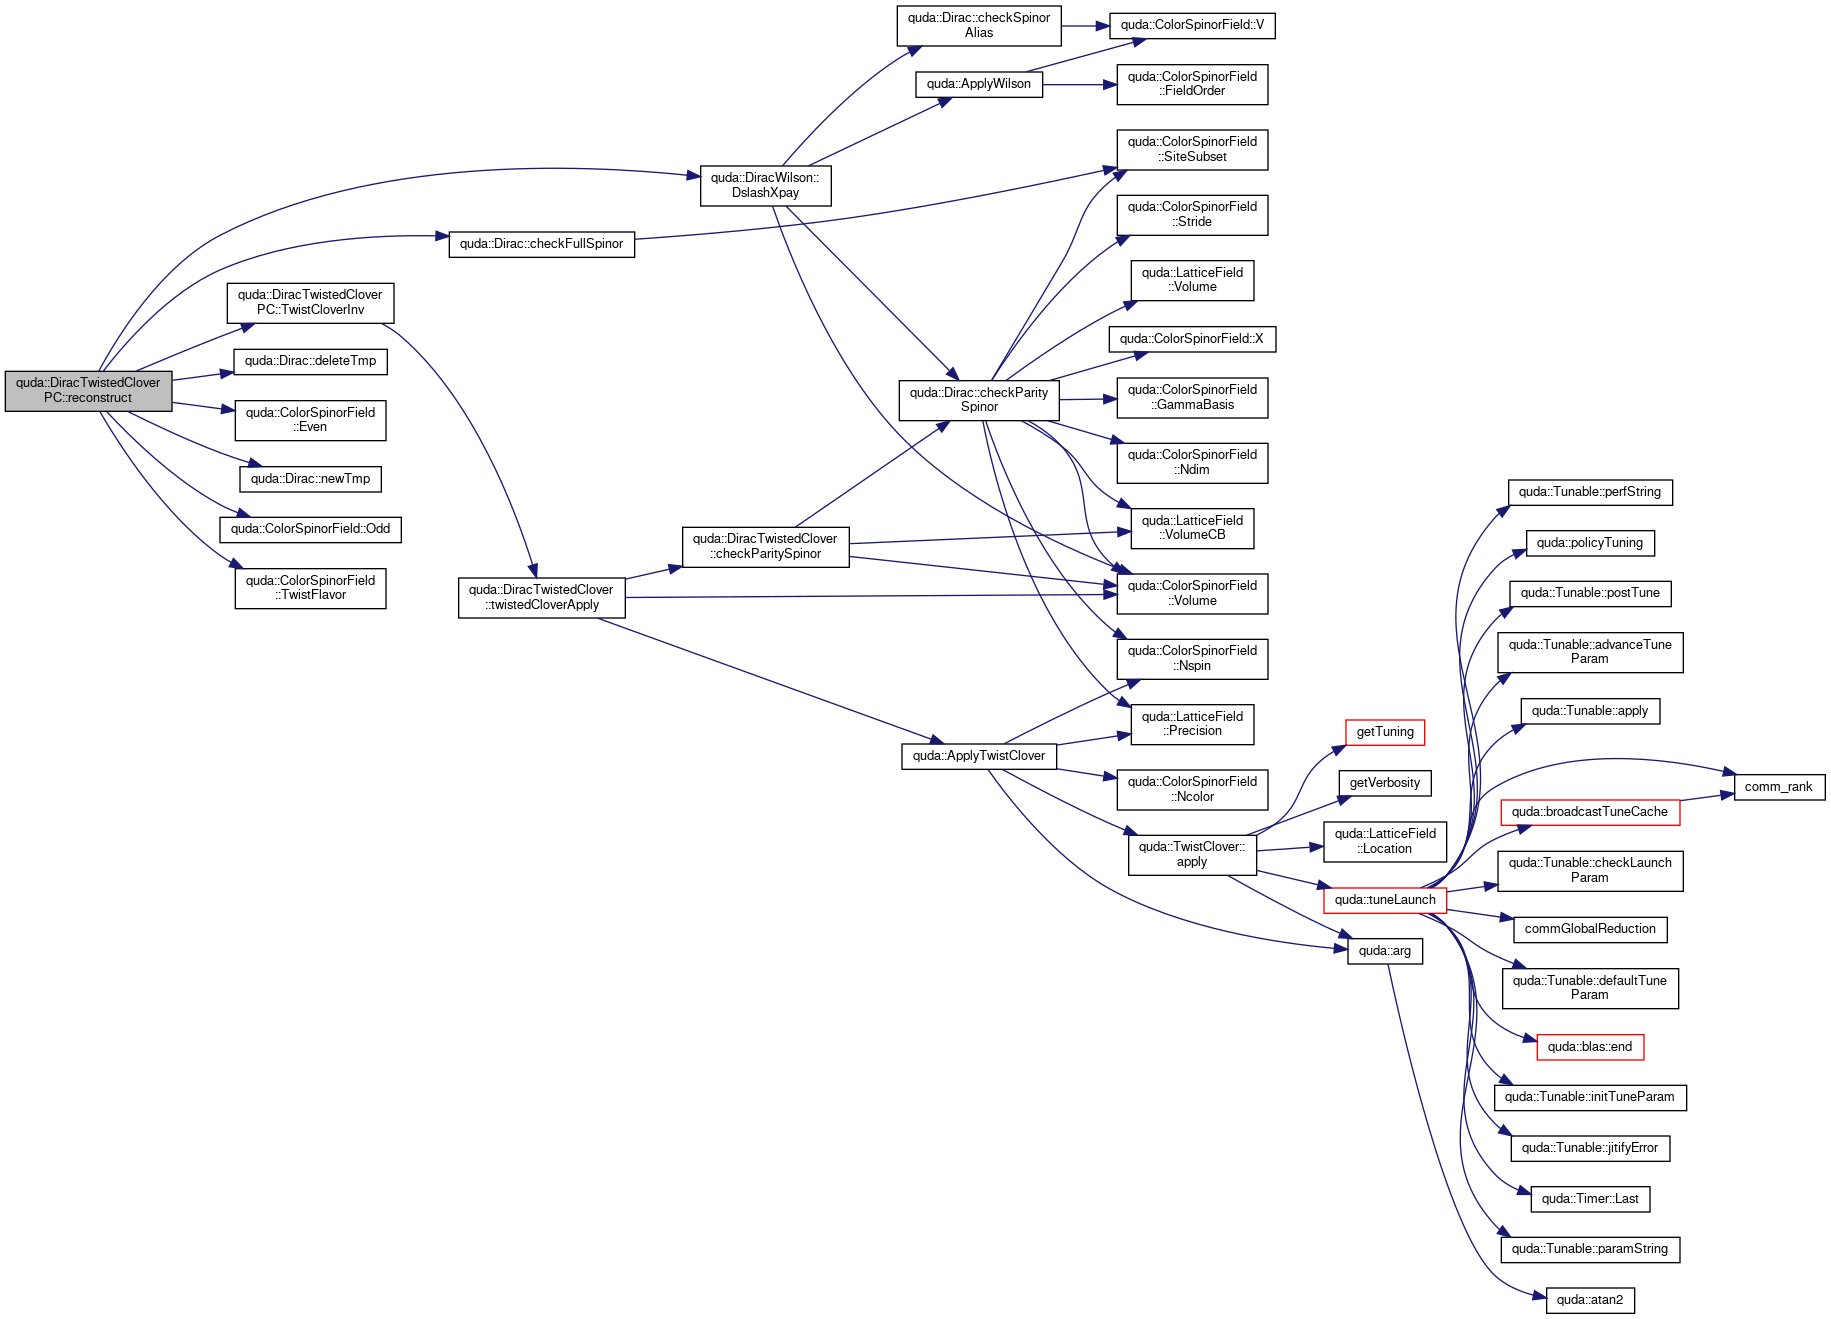 quda::DiracTwistedClover
PC::reconstruct
quda::DiracWilson::
DslashXpay
quda::Dirac::checkFullSpinor
quda::DiracTwistedClover
PC::TwistCloverInv
quda::Dirac::deleteTmp
quda::ColorSpinorField
::Even
quda::Dirac::newTmp
quda::ColorSpinorField::Odd
quda::ColorSpinorField
::TwistFlavor
quda::DiracTwistedClover
::twistedCloverApply
quda::DiracTwistedClover
::checkParitySpinor
quda::Dirac::checkSpinor
Alias
quda::ApplyWilson
quda::Dirac::checkParity
Spinor
quda::ApplyTwistClover
quda::ColorSpinorField::V
quda::ColorSpinorField
::FieldOrder
quda::ColorSpinorField
::SiteSubset
quda::ColorSpinorField
::Stride
quda::LatticeField
::Volume
quda::ColorSpinorField::X
quda::ColorSpinorField
::GammaBasis
quda::ColorSpinorField
::Ndim
quda::LatticeField
::VolumeCB
quda::ColorSpinorField
::Volume
quda::ColorSpinorField
::Nspin
quda::LatticeField
::Precision
quda::ColorSpinorField
::Ncolor
quda::TwistClover::
apply
getTuning
getVerbosity
quda::LatticeField
::Location
quda::tuneLaunch
quda::arg
quda::Tunable::perfString
quda::policyTuning
quda::Tunable::postTune
quda::Tunable::advanceTune
Param
quda::Tunable::apply
comm_rank
quda::broadcastTuneCache
quda::Tunable::checkLaunch
Param
commGlobalReduction
quda::Tunable::defaultTune
Param
quda::blas::end
quda::Tunable::initTuneParam
quda::Tunable::jitifyError
quda::Timer::Last
quda::Tunable::paramString
quda::atan2